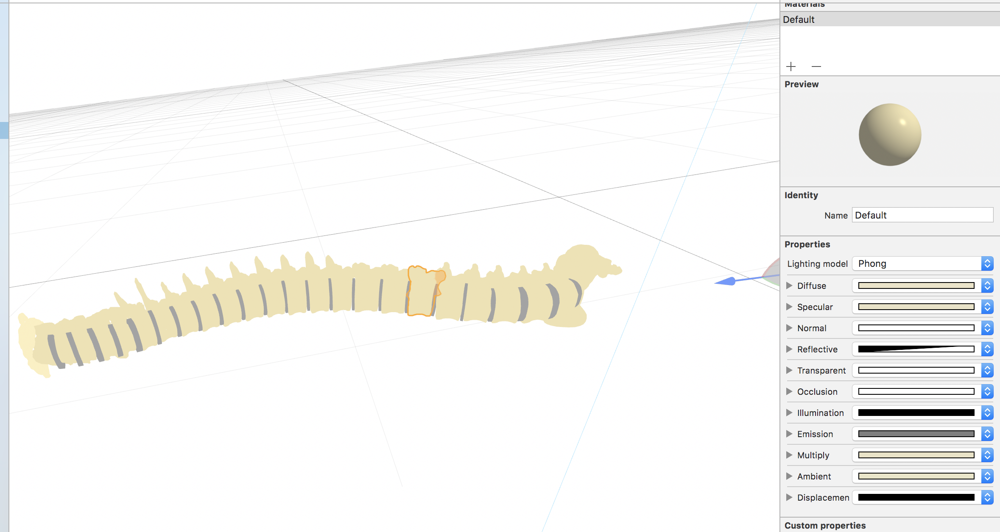 Materials
Default
Preview
Identity
Name Default
Properties
Lighting model Phong
Diffuse
Specular
Normal
Reflective
Transparent
Occlusion
Illumination
Emission
Multiply
Ambient
Displacemen
Custom properties